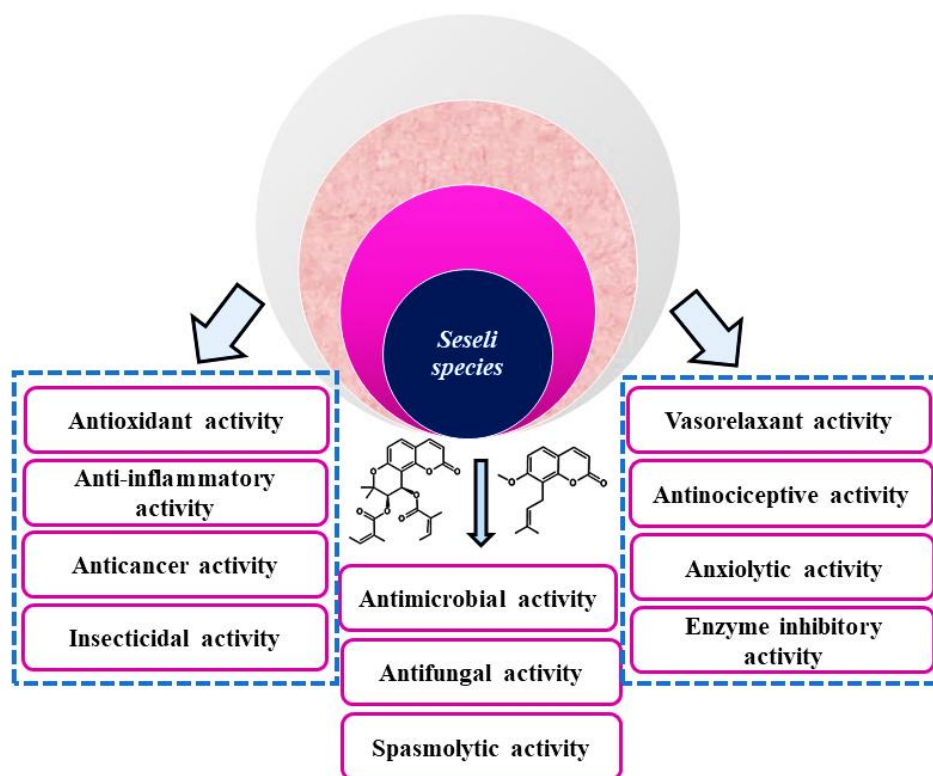 Seseli
species
Antioxidant activity
Anti-inflammatory
activity
Anticancer activity
Insecticidal activity
O
O
O
O
O
O
O
O
O
O
Antimicrobial activity
Antifungal activity
Spasmolytic activity
Vasorelaxant activity
Antinociceptive activity
Anxiolytic activity
Enzyme inhibitory
activity